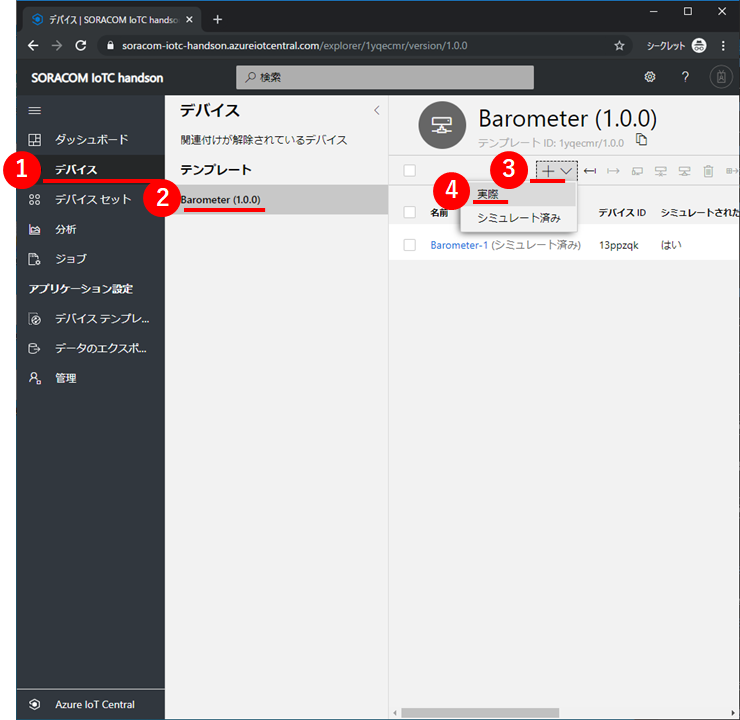 デバイス | SORACOM IoTC handso
soracom-iotc-handson.azureiotcentral.com/explorer/1yqecmr/version/1.0.0
シークレット
SORACOM IoTC handson
検索
?
ダッシュボード
1
デバイス
デバイス セット
分析
ジョブ
アプリケーション設定
デバイス テンプレ...
データのエクスポ...
管理
Azure IoT Central
デバイス
関連付けが解除されているデバイス
テンプレート
2
Barometer (1.0.0)
Barometer (1.0.0)
テンプレート ID: 1yqecmr/1.0.0
3
4
実際
シミュレート済み
名前 デバイス ID シミュレートされた
Barometer-1 (シミュレート済み) 13ppzqk はい